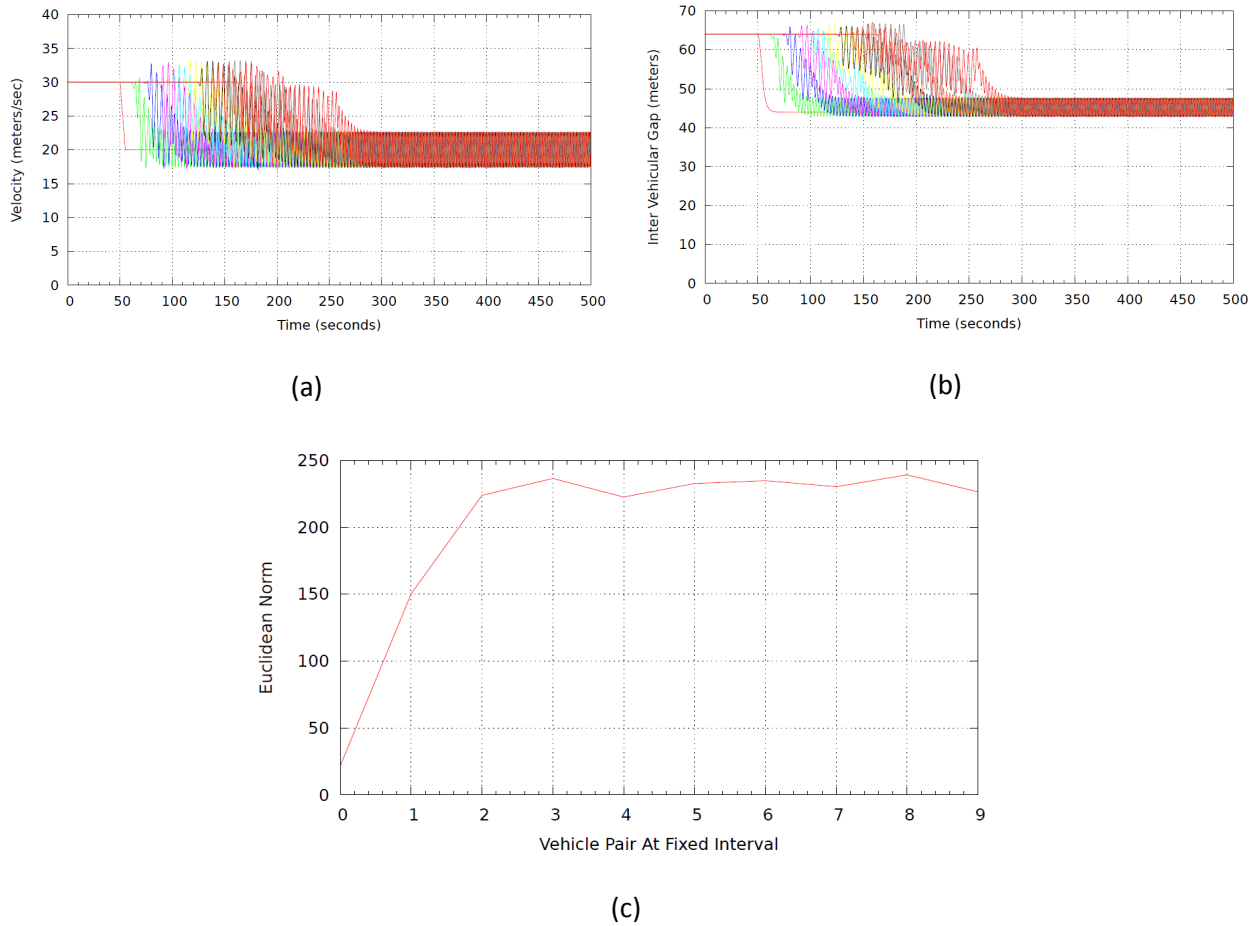 40
35
30
25
20
15
10
5
0
Velocity (meters/sec)
0 50 100 150 200 250 300 350 400 450 500
Time (seconds)
(a)
70
60
50
40
30
20
10
0
Inter Vehicular Gap (meters)
0 50 100 150 200 250 300 350 400 450 500
Time (seconds)
(b)
250
200
150
100
50
0
Euclidean Norm
0 1 2 3 4 5 6 7 8 9
Vehicle Pair At Fixed Interval
(c)